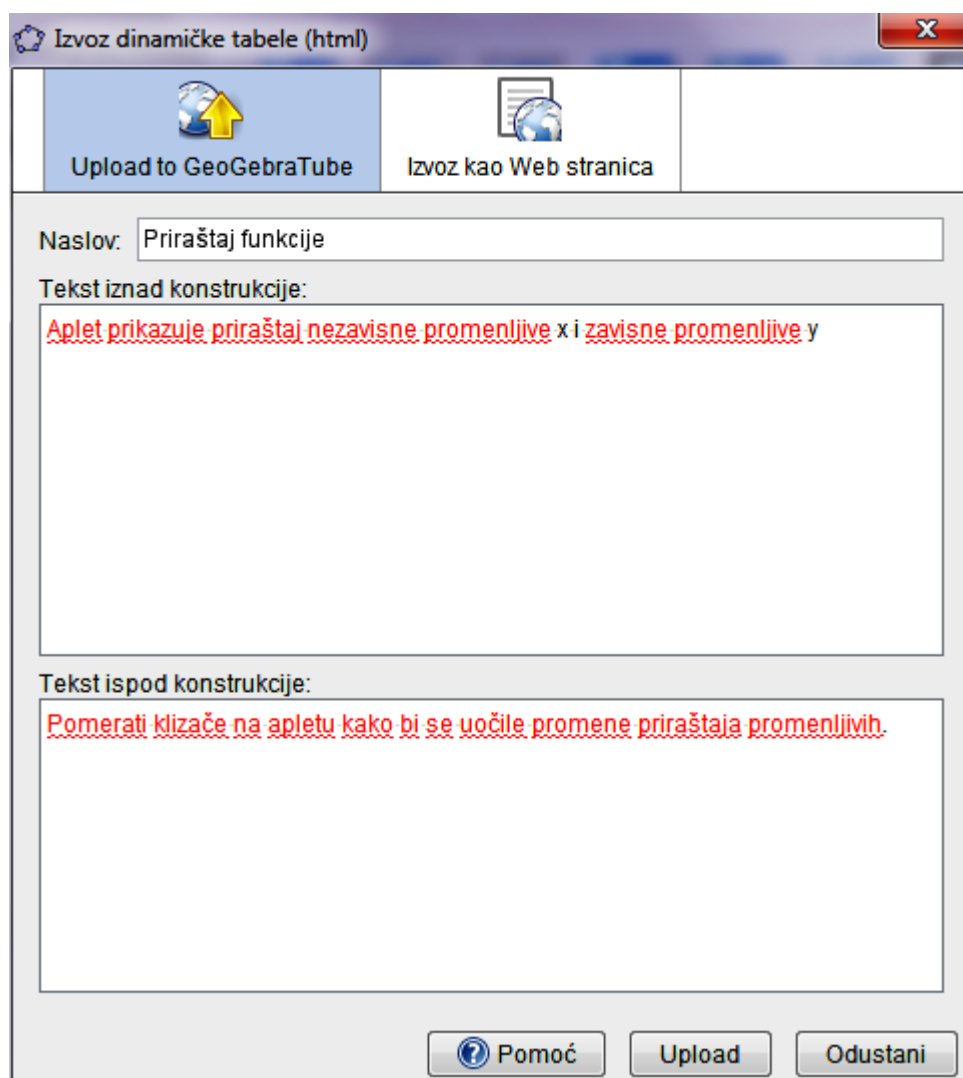 Izvoz dinamičke tabele (html)
Upload to GeoGebraTube
Izvoz kao Web stranica
Naslov: Priraštaj funkcije
Tekst iznad konstrukcije:
Aplet prikazuje priraštaj nezavisne promenljive x i zavisne promenljive y
Tekst ispod konstrukcije:
Pomerati klizače na apletu kako bi se uočile promene priraštaja promenljivih.
Pomoć Upload Odustani